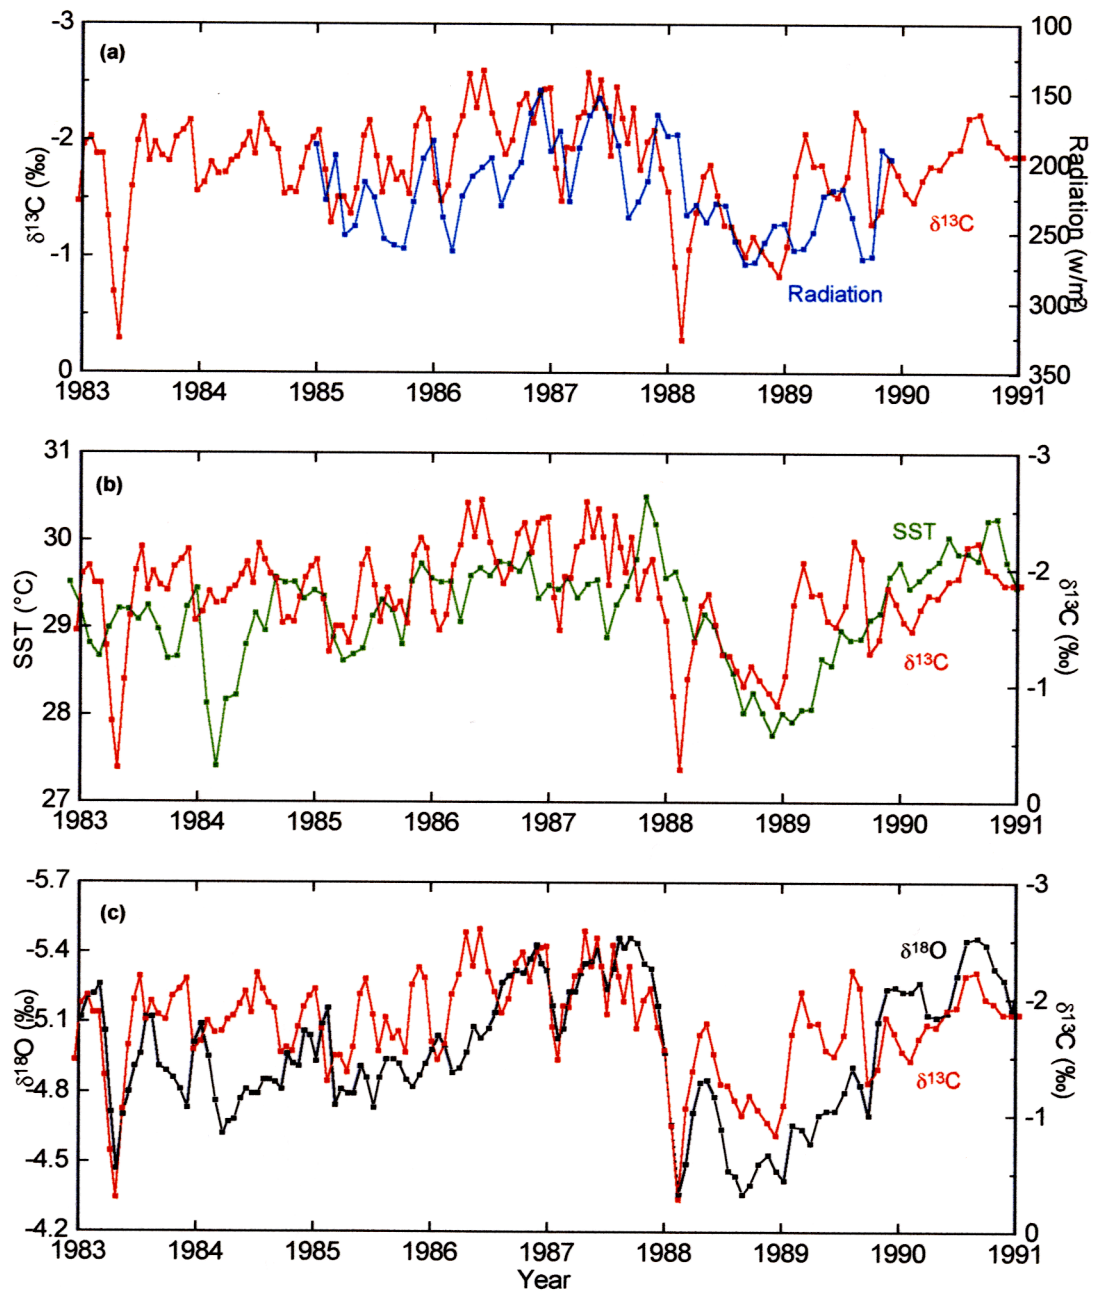 (a)
-3
-2
-1
0
δ¹³C (‰)
100
150
200
250
300
350
Radiation (w/m²)
δ¹³C
Radiation
1983 1984 1985 1986 1987 1988 1989 1990 1991
(b)
31
30
29
28
27
SST (°C)
-3
-2
-1
0
δ¹³C (‰)
SST
δ¹³C
1983 1984 1985 1986 1987 1988 1989 1990 1991
(c)
-5.7
-5.4
-5.1
-4.8
-4.5
-4.2
δ¹⁸O (‰)
-3
-2
-1
0
δ¹³C (‰)
δ¹⁸O
δ¹³C
1983 1984 1985 1986 1987 1988 1989 1990 1991
Year